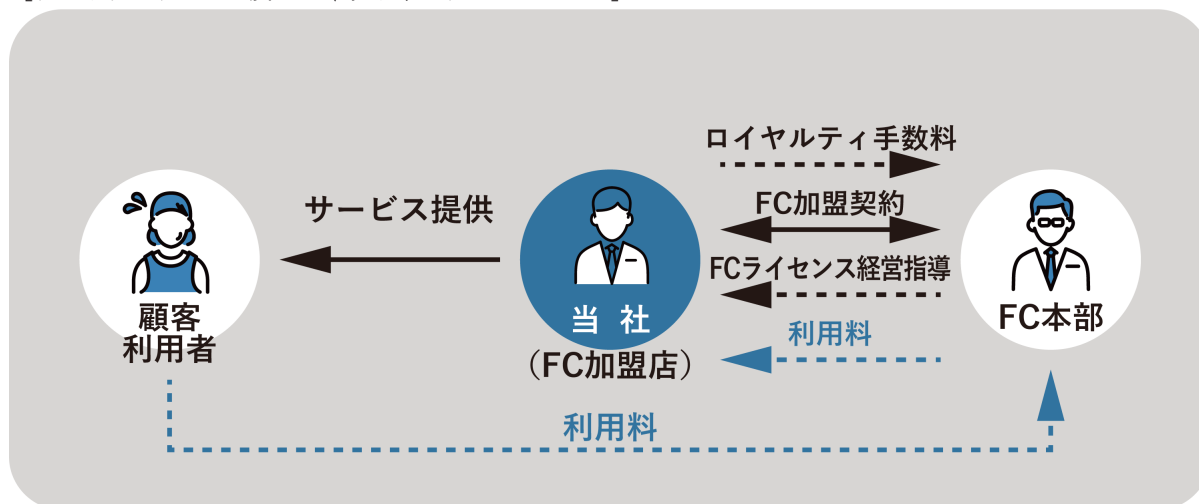 ロイヤルティ手数料
サービス提供
FC加盟契約
FCライセンス経営指導
顧客
利用者
当 社
(FC加盟店)
FC本部
利用料
利用料